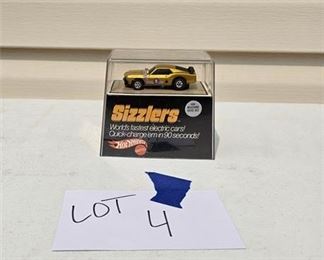 Sizzlers
World's fastest electric cars!
Quick-charge 'em in 90 seconds!
Hot Wheels
LOT 4